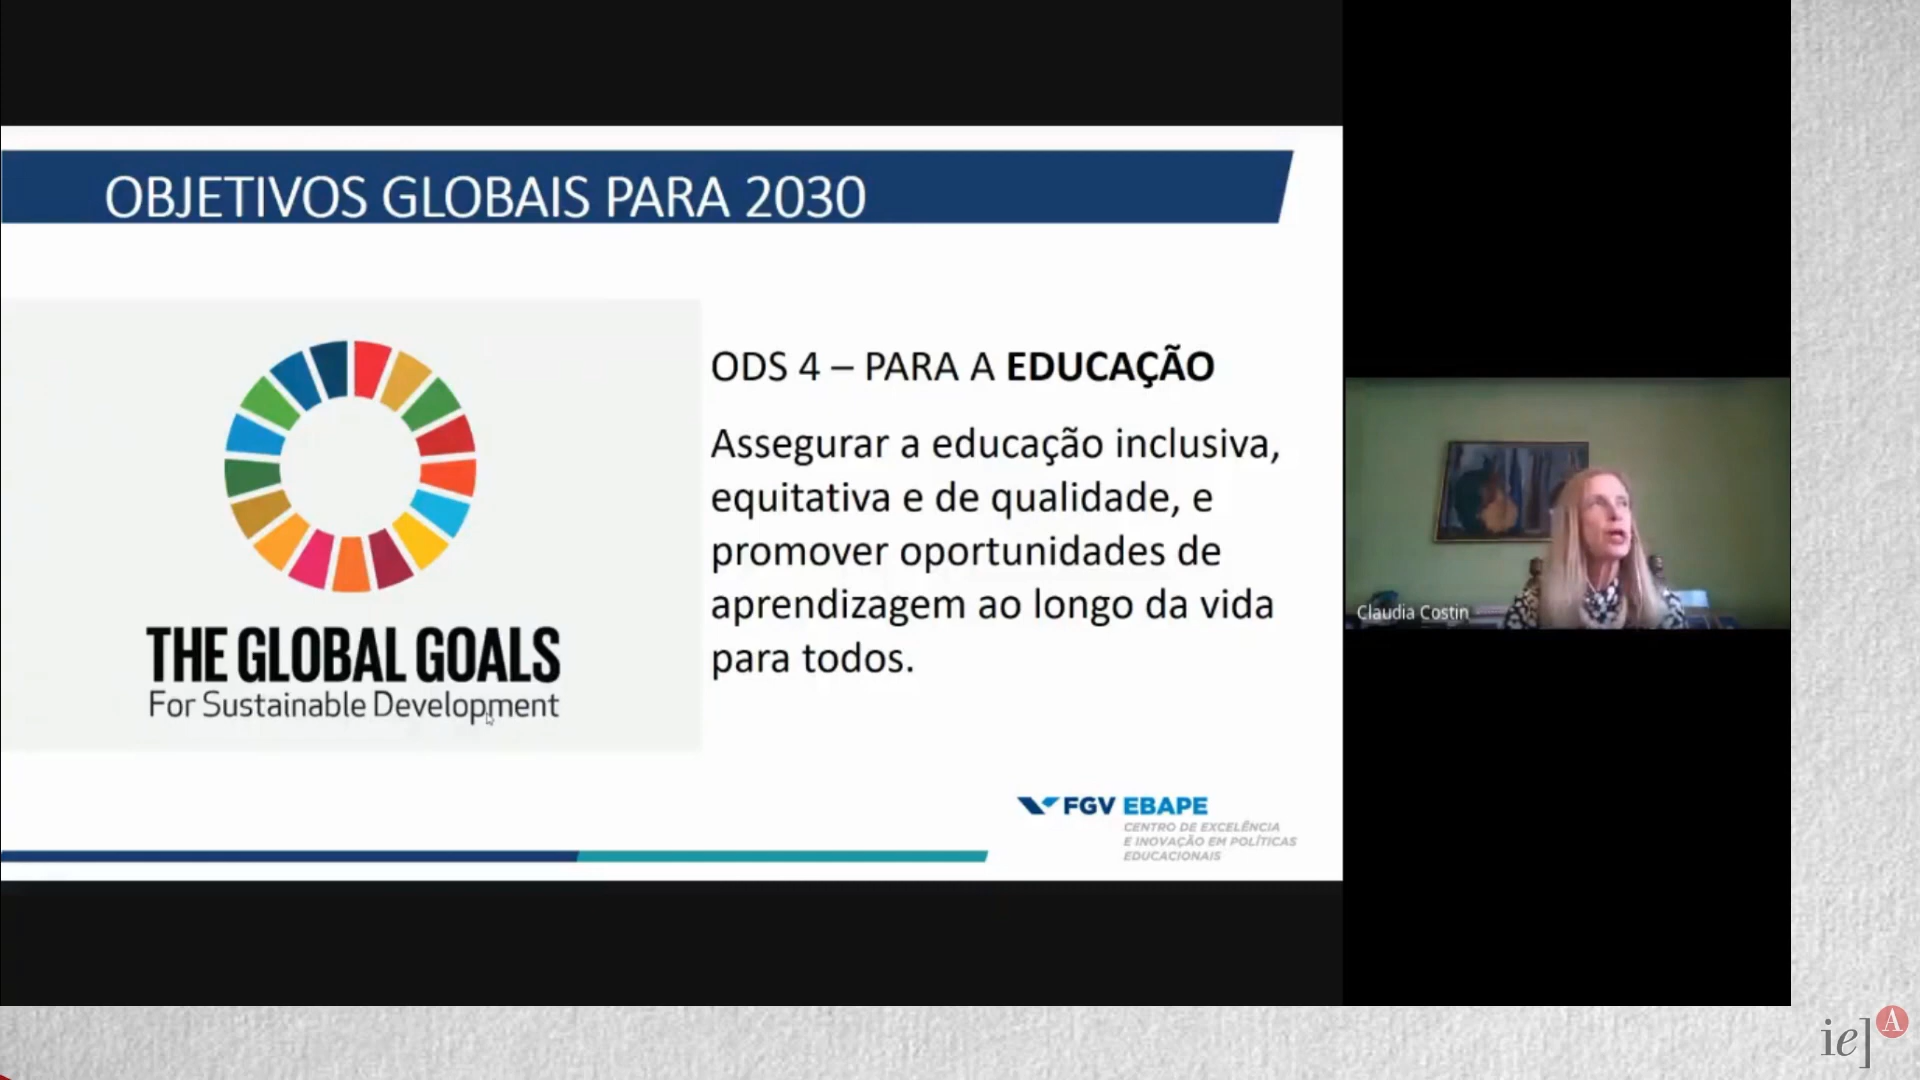 OBJETIVOS GLOBAIS PARA 2030
THE GLOBAL GOALS
For Sustainable Development
ODS 4 – PARA A EDUCAÇÃO
Assegurar a educação inclusiva,
equitativa e de qualidade, e
promover oportunidades de
aprendizagem ao longo da vida
para todos.
FGV EBAPE
CENTRO DE EXCELÊNCIA
E INOVAÇÃO EM POLÍTICAS
EDUCACIONAIS
Claudia Costin
ie] A